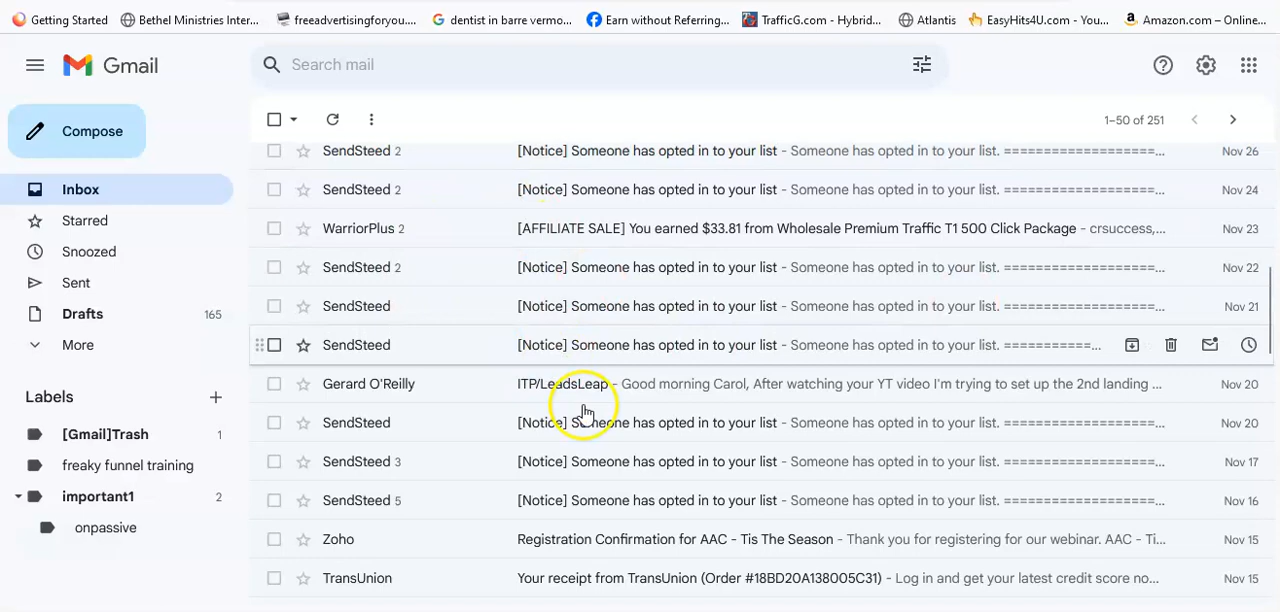 Getting Started Bethel Ministries Inter... freeadvertisingforyou.... dentist in barre vermo... Earn without Referring... TrafficG.com - Hybrid... Atlantis EasyHits4U.com - You... Amazon.com – Online...
Gmail Search mail
Compose 1–50 of 251
Inbox
Starred
Snoozed
Sent
Drafts 165
More
Labels
[Gmail]Trash 1
freaky funnel training
important1 2
onpassive
SendSteed 2 [Notice] Someone has opted in to your list - Someone has opted in to your list. ===================... Nov 26
SendSteed 2 [Notice] Someone has opted in to your list - Someone has opted in to your list. ===================... Nov 24
WarriorPlus 2 [AFFILIATE SALE] You earned $33.81 from Wholesale Premium Traffic T1 500 Click Package - crsuccess,... Nov 23
SendSteed 2 [Notice] Someone has opted in to your list - Someone has opted in to your list. ===================... Nov 22
SendSteed [Notice] Someone has opted in to your list - Someone has opted in to your list. ===================... Nov 21
SendSteed [Notice] Someone has opted in to your list - Someone has opted in to your list. ===========...
Gerard O'Reilly ITP/LeadsLeap - Good morning Carol, After watching your YT video I'm trying to set up the 2nd landing ... Nov 20
SendSteed [Notice] Someone has opted in to your list - Someone has opted in to your list. ===================... Nov 20
SendSteed 3 [Notice] Someone has opted in to your list - Someone has opted in to your list. ===================... Nov 17
SendSteed 5 [Notice] Someone has opted in to your list - Someone has opted in to your list. ===================... Nov 16
Zoho Registration Confirmation for AAC - Tis The Season - Thank you for registering for our webinar. AAC - Ti... Nov 15
TransUnion Your receipt from TransUnion (Order #18BD20A138005C31) - Log in and get your latest credit score no... Nov 15